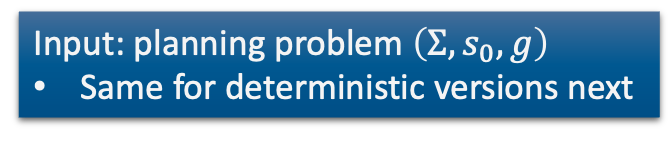 Input: planning problem (Σ, s₀, g)
• Same for deterministic versions next